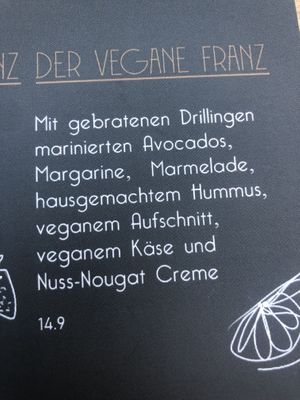 NZ
DER VEGANE FRANZ
Mit gebratenen Drillingen
marinierten Avocados,
Margarine, Marmelade,
hausgemachtem Hummus,
veganem Aufschnitt,
veganem Käse und
Nuss-Nougat Creme
14.9